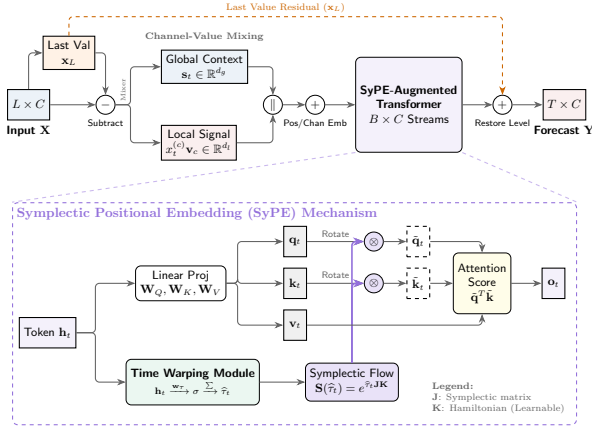 Last Value Residual (x_L)
Channel-Value Mixing
Last Val
x_L
Global Context
s_t ∈ ℝ^{d_g}
SyPE-Augmented
Transformer
B × C Streams
L × C
Input X
−
Subtract
Mixer
Local Signal
x_t^{(c)} v_c ∈ ℝ^{d_l}
||
+
Pos/Chan Emb
+
Restore Level
T × C
Forecast Y
Symplectic Positional Embedding (SyPE) Mechanism
Token h_t
Linear Proj
W_Q, W_K, W_V
q_t
Rotate
⊗
q̃_t
k_t
Rotate
⊗
k̃_t
v_t
Attention
Score
q̃^T k̃
o_t
Time Warping Module
h_t →^{w_τ} σ →^{∑} τ̂_t
Symplectic Flow
S(τ̂_t) = e^{τ̂_t JK}
Legend:
J: Symplectic matrix
K: Hamiltonian (Learnable)